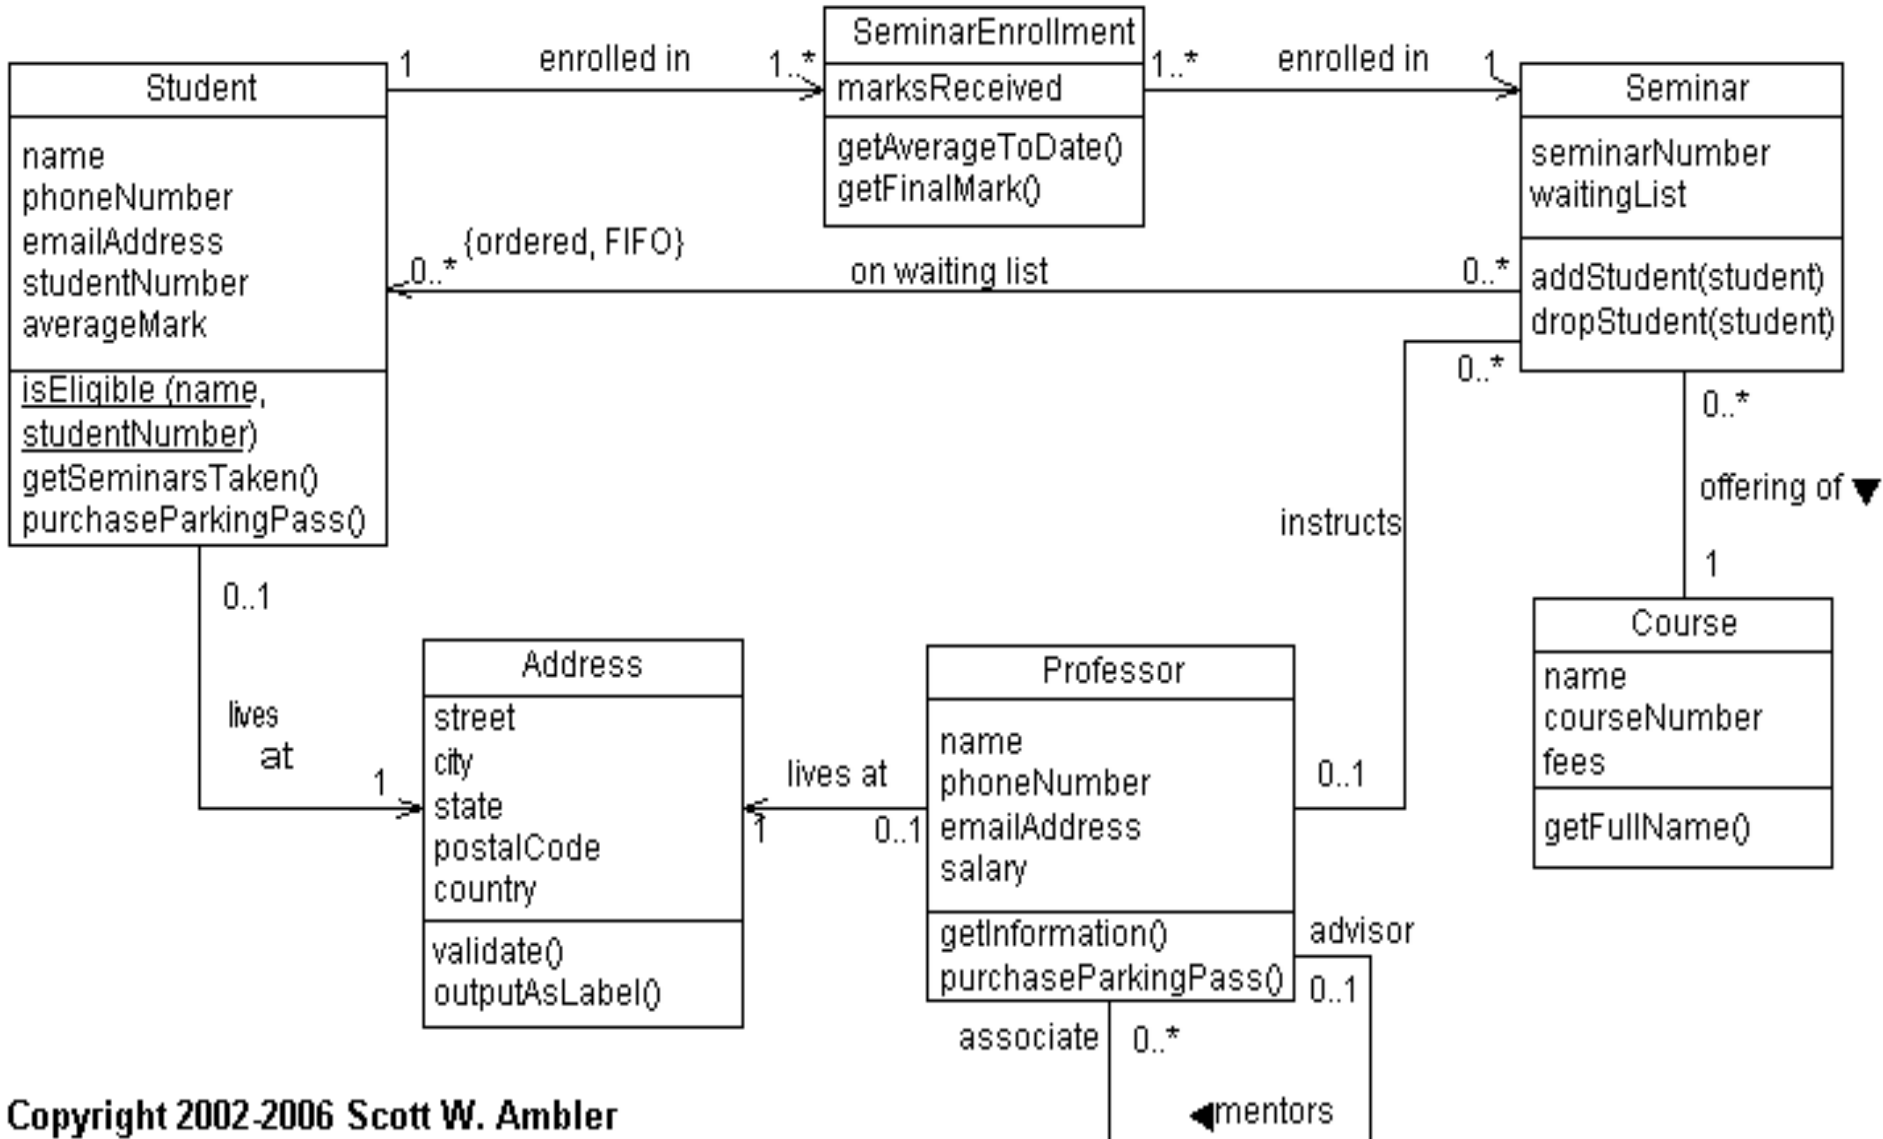 SeminarEnrollment
marksReceived
getAverageToDate()
getFinalMark()
1 enrolled in 1..*
1..* enrolled in 1
Student
name
phoneNumber
emailAddress
studentNumber
averageMark
isEligible (name,
studentNumber)
getSeminarsTaken()
purchaseParkingPass()
Seminar
seminarNumber
waitingList
addStudent(student)
dropStudent(student)
{ordered, FIFO}
0..* on waiting list 0..*
0..*
instructs
0..1
0..*
offering of
1
Course
name
courseNumber
fees
getFullName()
0..1
lives
at
1
Address
street
city
state
postalCode
country
validate()
outputAsLabel()
lives at
1 0..1
Professor
name
phoneNumber
emailAddress
salary
getInformation()
purchaseParkingPass()
advisor
0..1
associate 0..*
mentors
Copyright 2002-2006 Scott W. Ambler